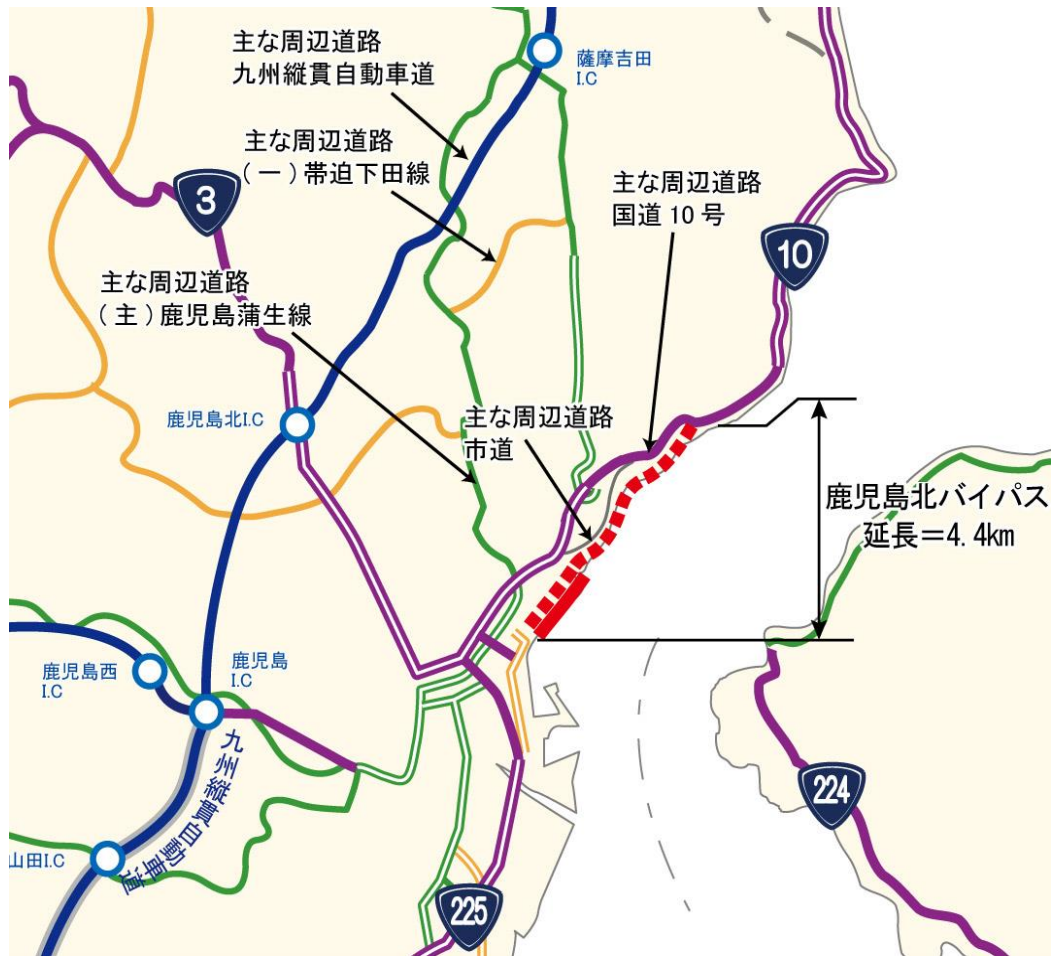 主な周辺道路
九州縦貫自動車道
薩摩吉田
I.C
主な周辺道路
(一)帯迫下田線
主な周辺道路
国道10号
3
10
主な周辺道路
(主)鹿児島蒲生線
鹿児島北I.C
主な周辺道路
市道
鹿児島北バイパス
延長=4.4km
鹿児島西
I.C
鹿児島
I.C
九州縦貫自動車道
224
山田I.C
225